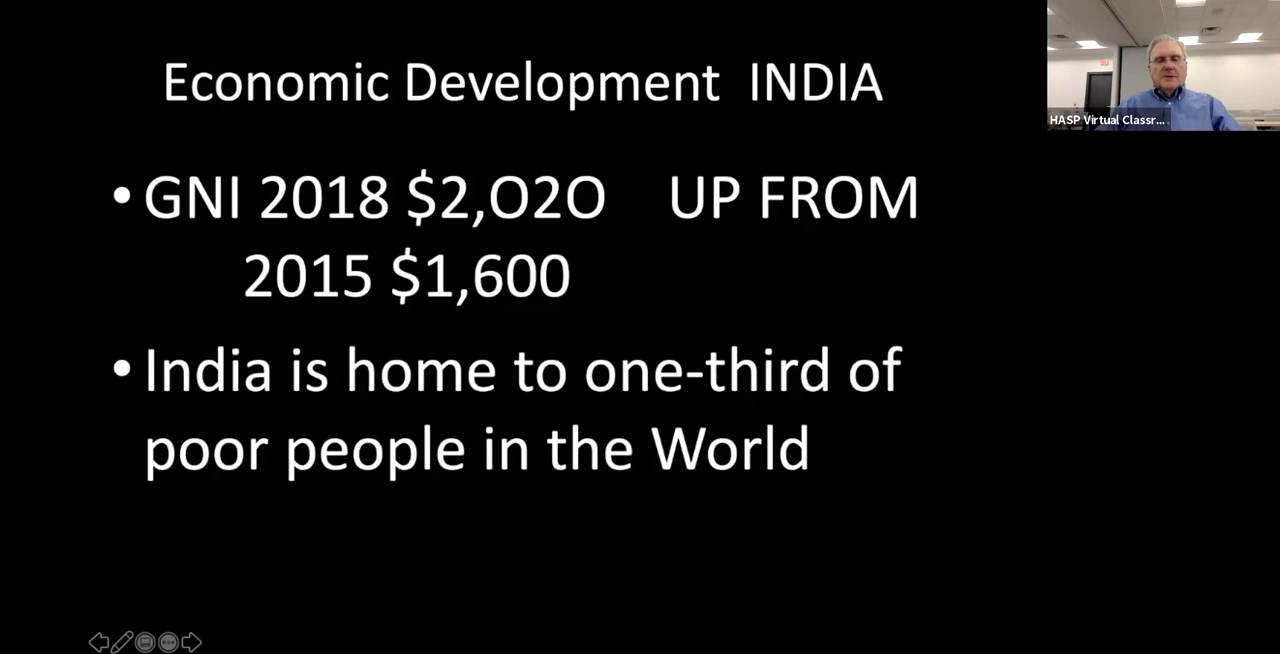 Economic Development INDIA
• GNI 2018 $2,O2O UP FROM
2015 $1,600
• India is home to one-third of
poor people in the World
HASP Virtual Classr...